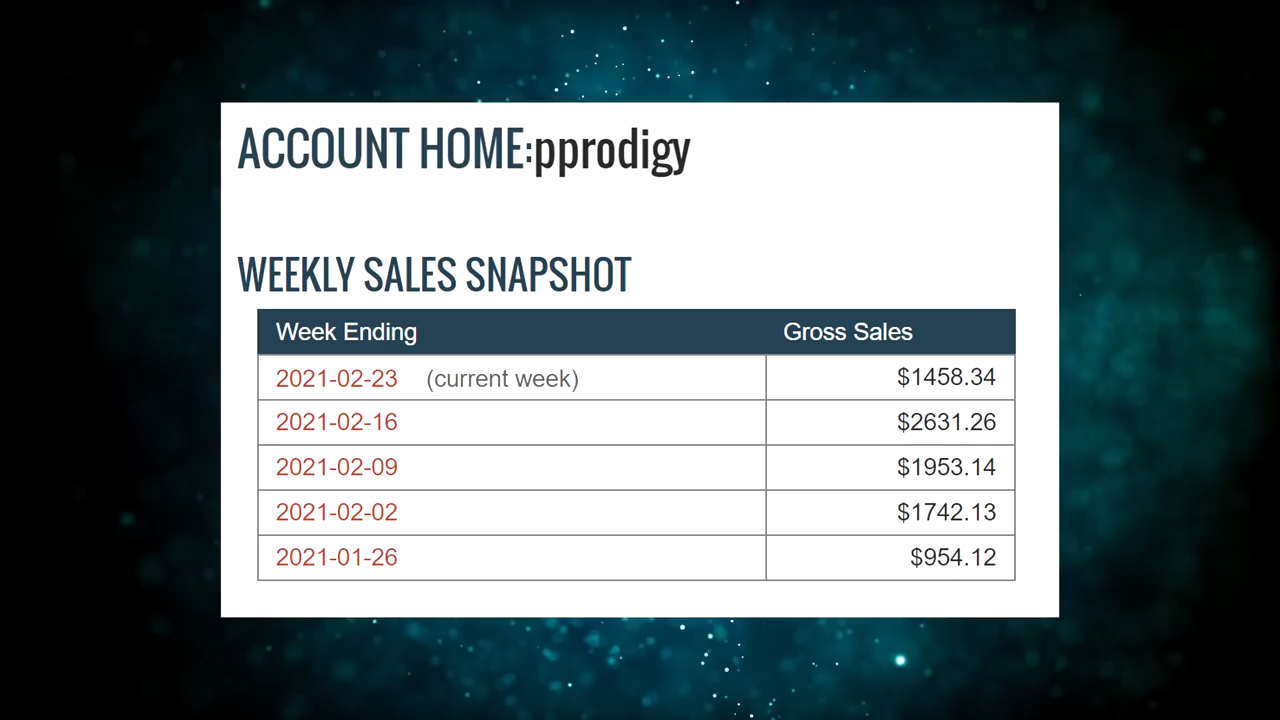 ACCOUNT HOME:pprodigy
WEEKLY SALES SNAPSHOT
Week Ending Gross Sales
2021-02-23 (current week) $1458.34
2021-02-16 $2631.26
2021-02-09 $1953.14
2021-02-02 $1742.13
2021-01-26 $954.12